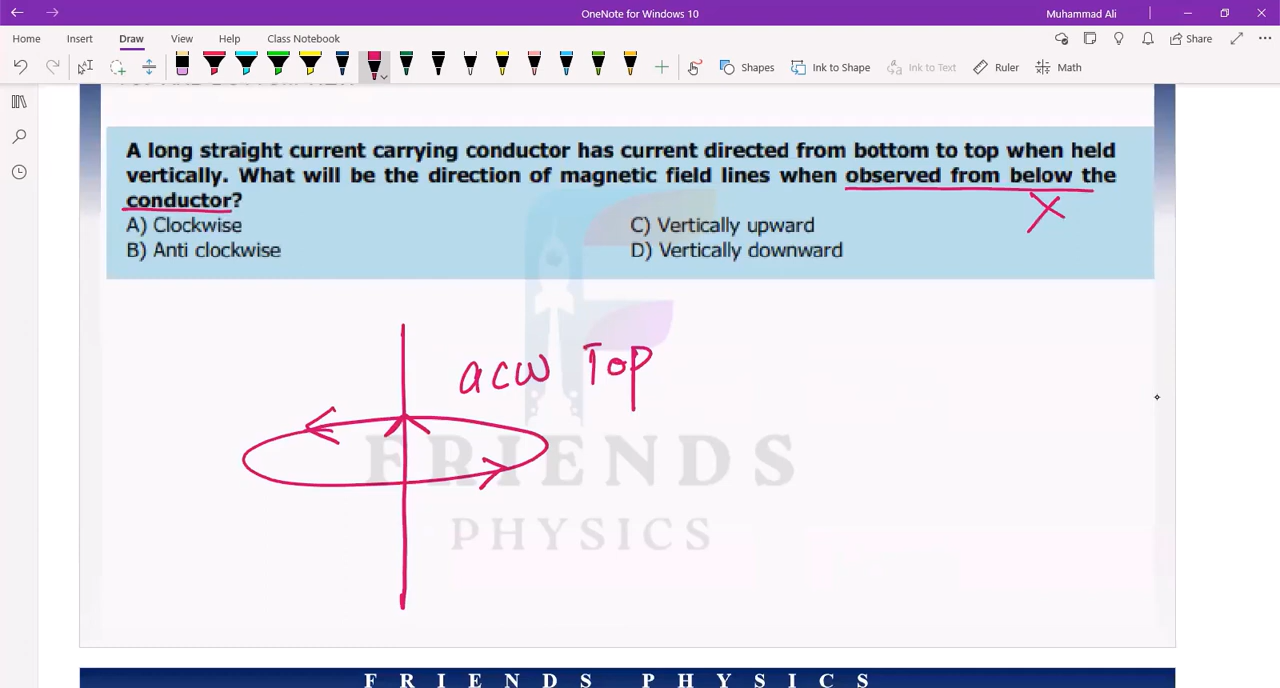 OneNote for Windows 10
Muhammad Ali
Home Insert Draw View Help Class Notebook
Share
Shapes Ink to Shape Ink to Text Ruler Math
A long straight current carrying conductor has current directed from bottom to top when held
vertically. What will be the direction of magnetic field lines when observed from below the
conductor?
A) Clockwise C) Vertically upward
B) Anti clockwise D) Vertically downward
acw Top
FRIENDS
PHYSICS
FRIENDS PHYSICS